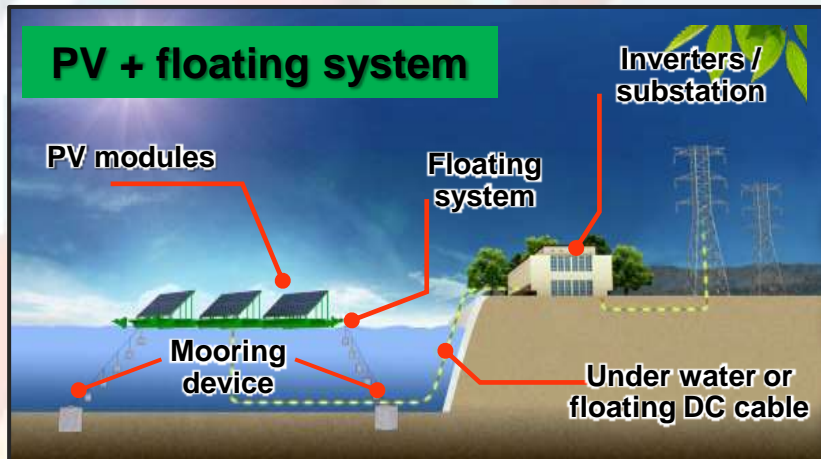 PV + floating system
Inverters /
substation
PV modules
Floating
system
Mooring
device
Under water or
floating DC cable